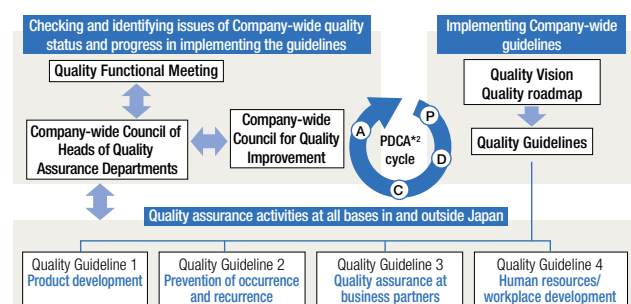 Checking and identifying issues of Company-wide quality
status and progress in implementing the guidelines
Quality Functional Meeting
Company-wide Council of
Heads of Quality
Assurance Departments
Company-wide
Council for Quality
Improvement
A
P
D
C
PDCA*2
cycle
Implementing Company-wide
guidelines
Quality Vision
Quality roadmap
Quality Guidelines
Quality assurance activities at all bases in and outside Japan
Quality Guideline 1
Product development
Quality Guideline 2
Prevention of occurrence
and recurrence
Quality Guideline 3
Quality assurance at
business partners
Quality Guideline 4
Human resources/
workplace development